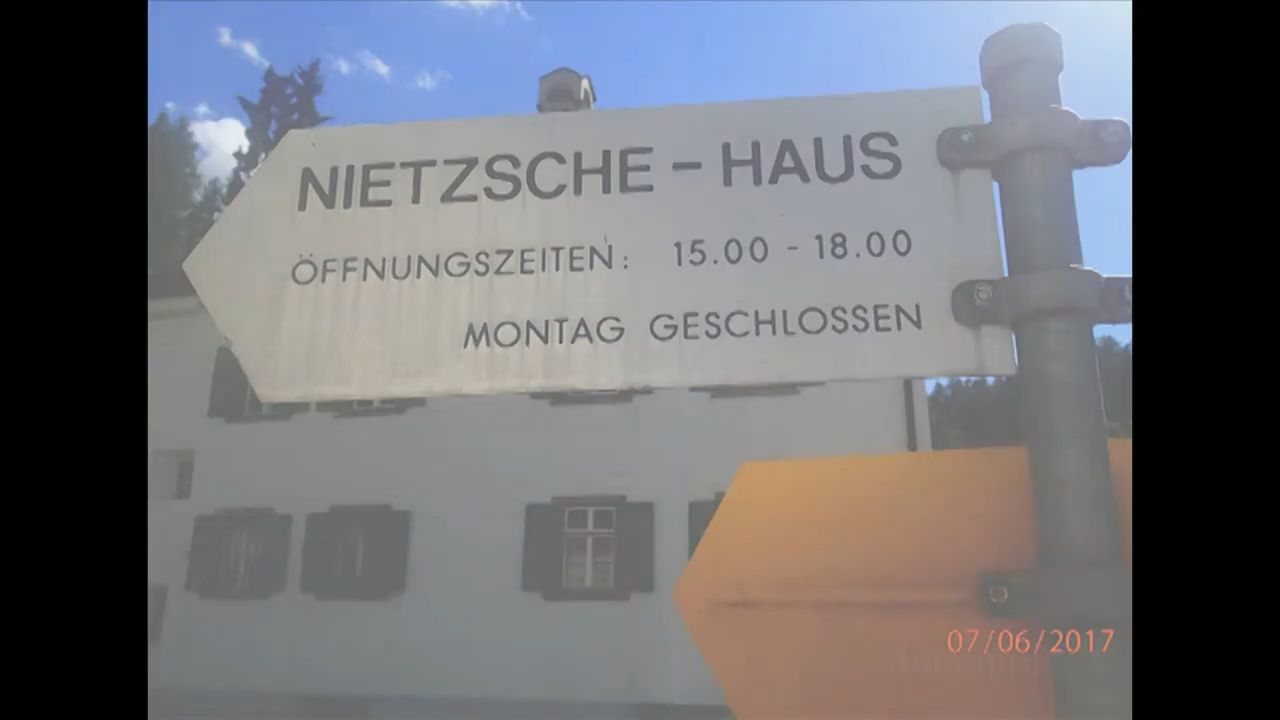 NIETZSCHE - HAUS
ÖFFNUNGSZEITEN: 15.00 - 18.00
MONTAG GESCHLOSSEN
07/06/2017